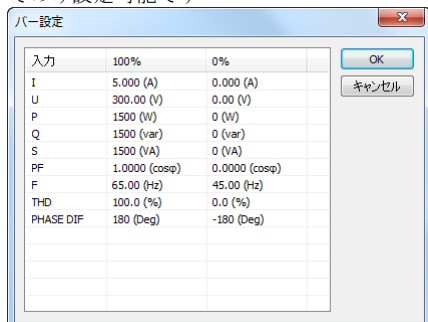 バー設定
入力 100% 0%
I 5.000 (A) 0.000 (A)
U 300.00 (V) 0.00 (V)
P 1500 (W) 0 (W)
Q 1500 (var) 0 (var)
S 1500 (VA) 0 (VA)
PF 1.0000 (cosφ) 0.0000 (cosφ)
F 65.00 (Hz) 45.00 (Hz)
THD 100.0 (%) 0.0 (%)
PHASE DIF 180 (Deg) -180 (Deg)
OK
キャンセル